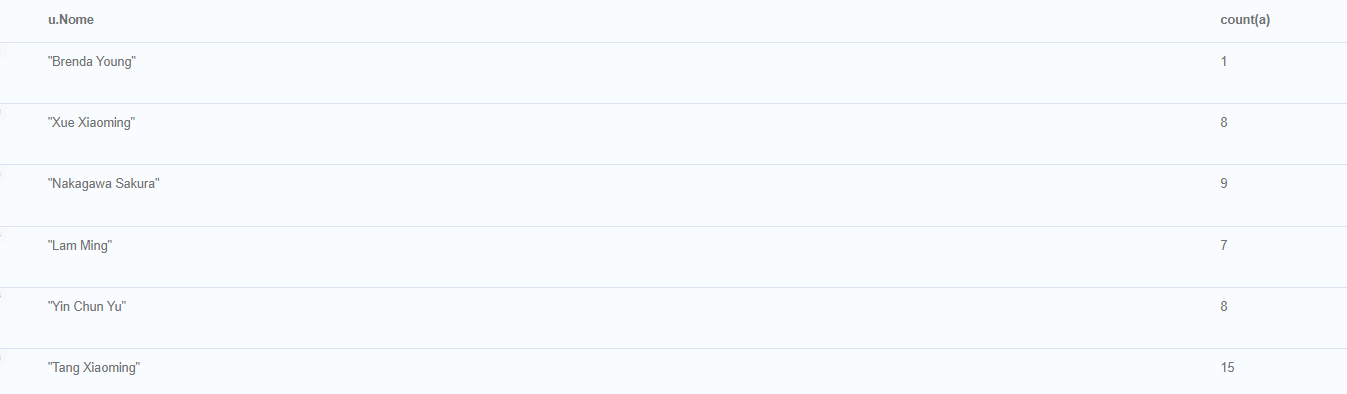 u.Nome count(a)
"Brenda Young" 1
"Xue Xiaoming" 8
"Nakagawa Sakura" 9
"Lam Ming" 7
"Yin Chun Yu" 8
"Tang Xiaoming" 15